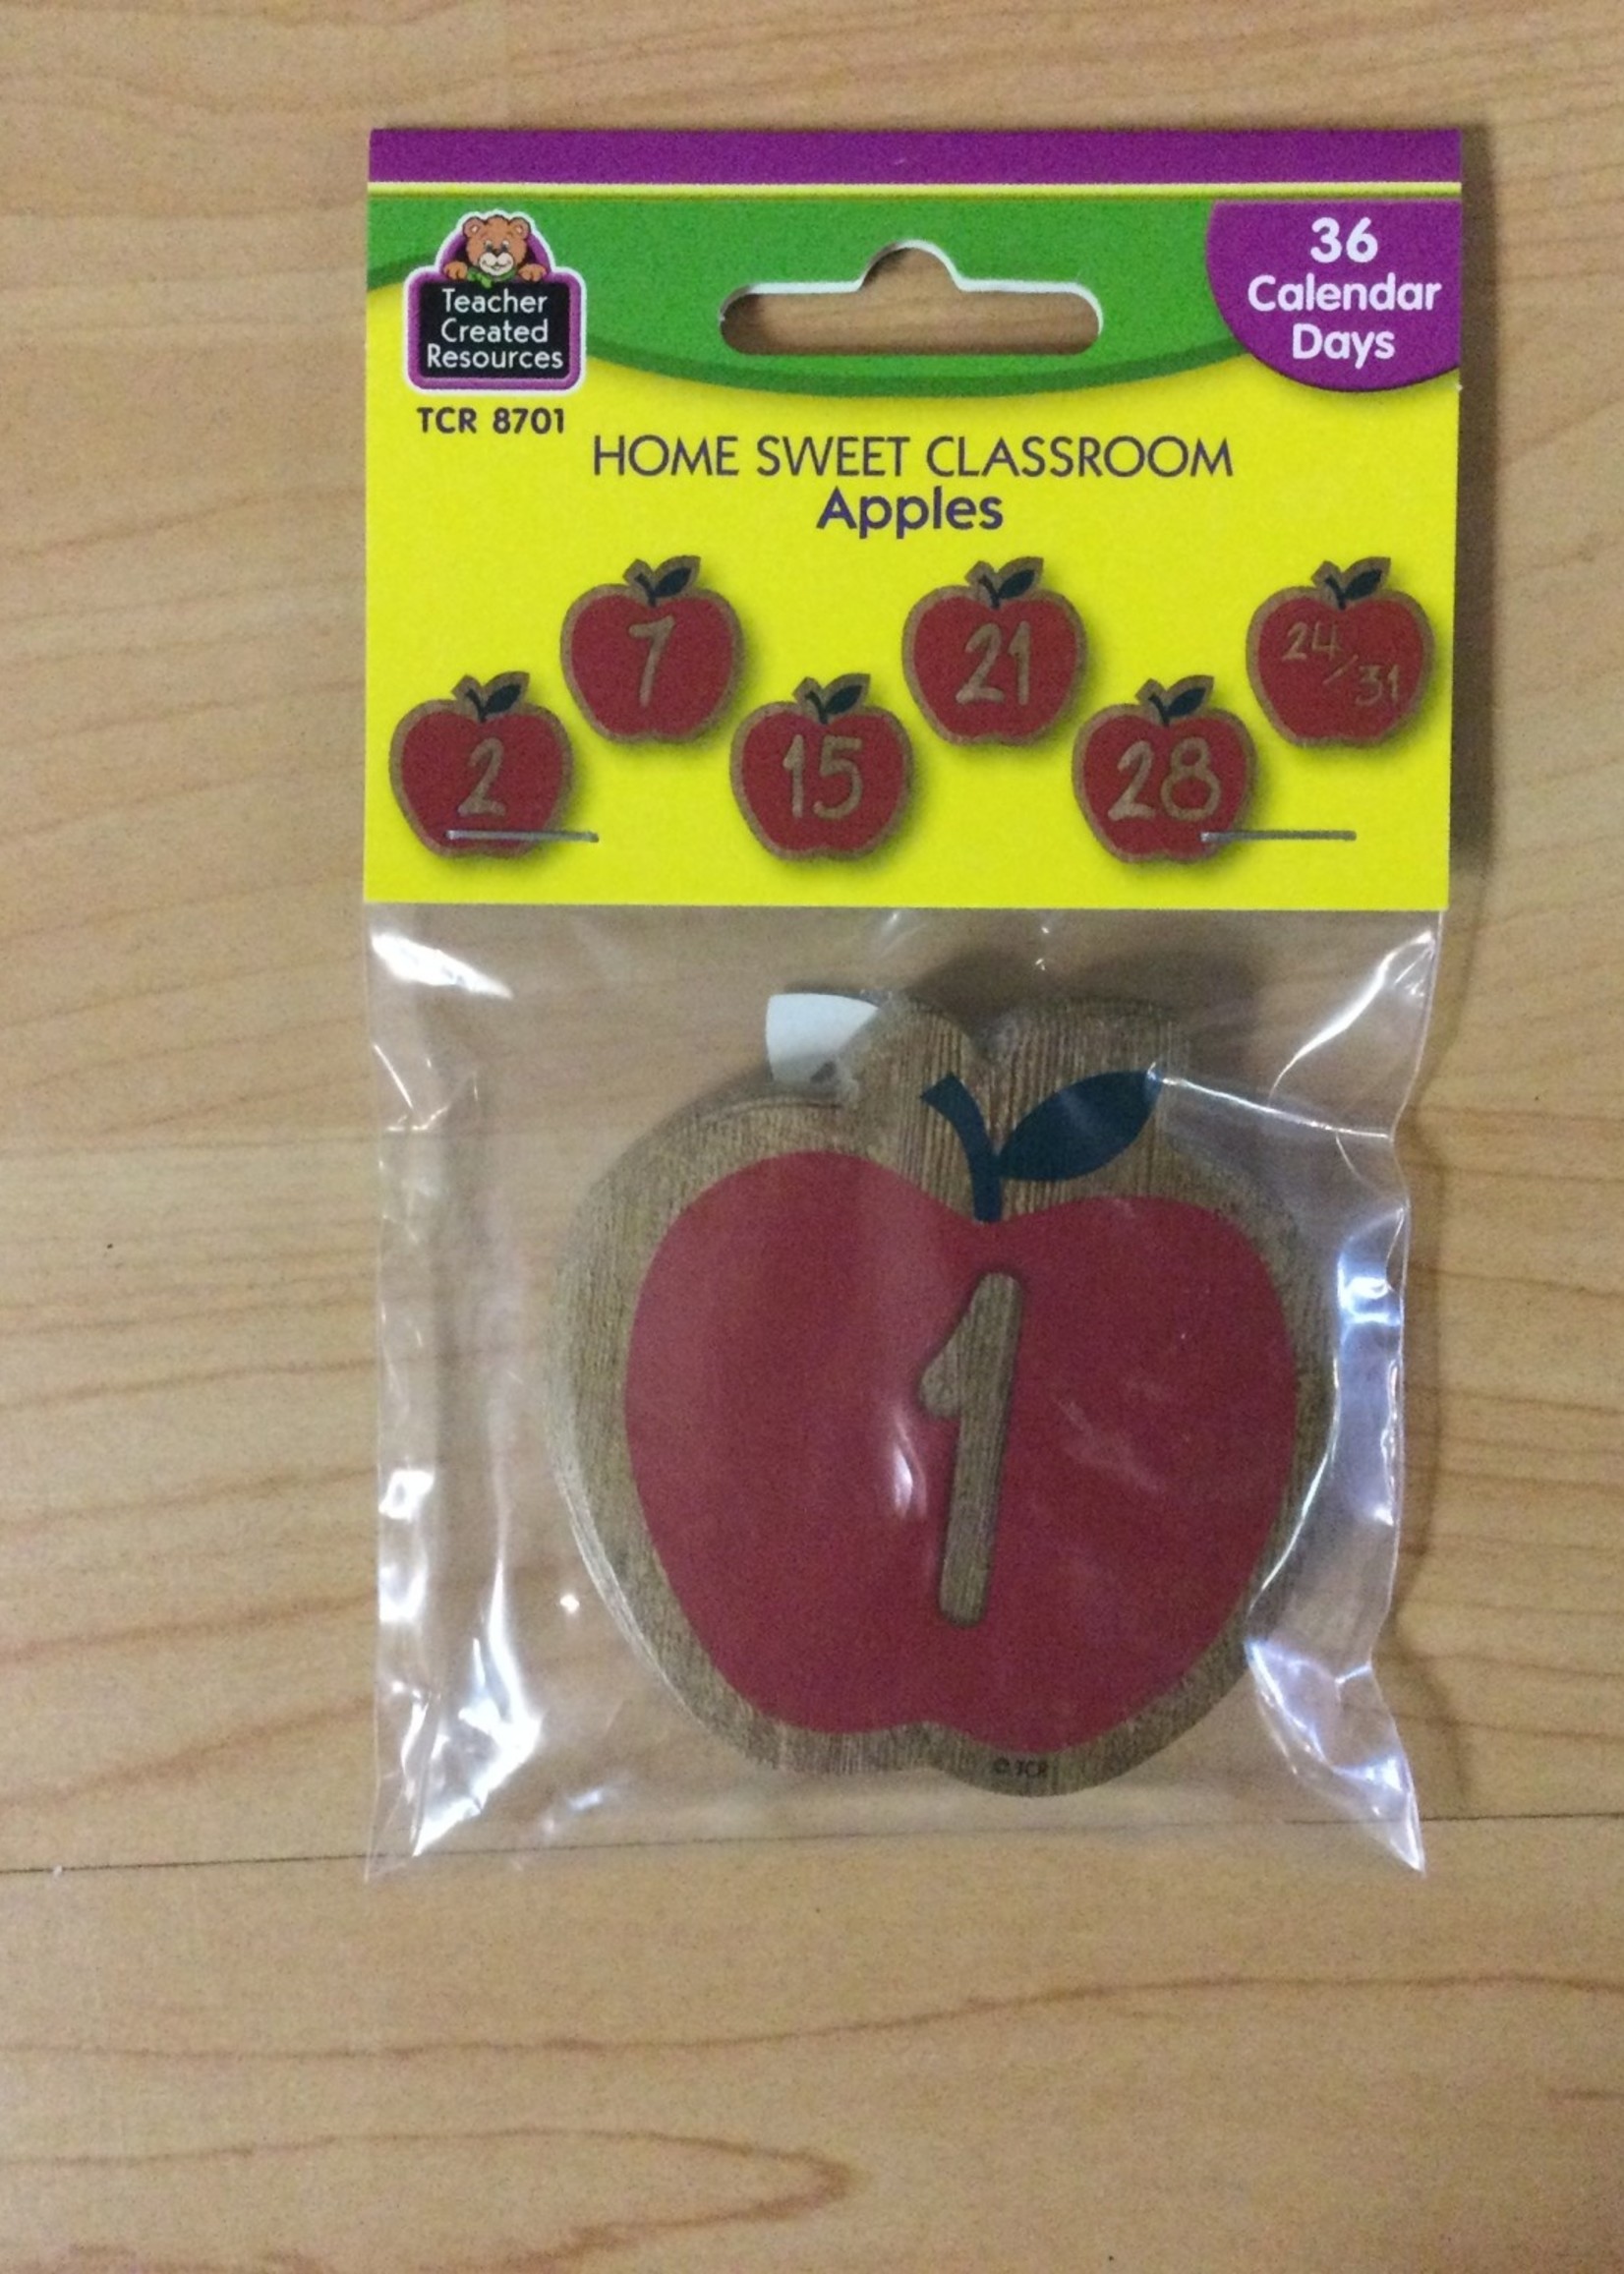 36
Calendar
Days
Teacher
Created
Resources
TCR 8701
HOME SWEET CLASSROOM
Apples
7
21
24/31
2
15
28
1
© TCR